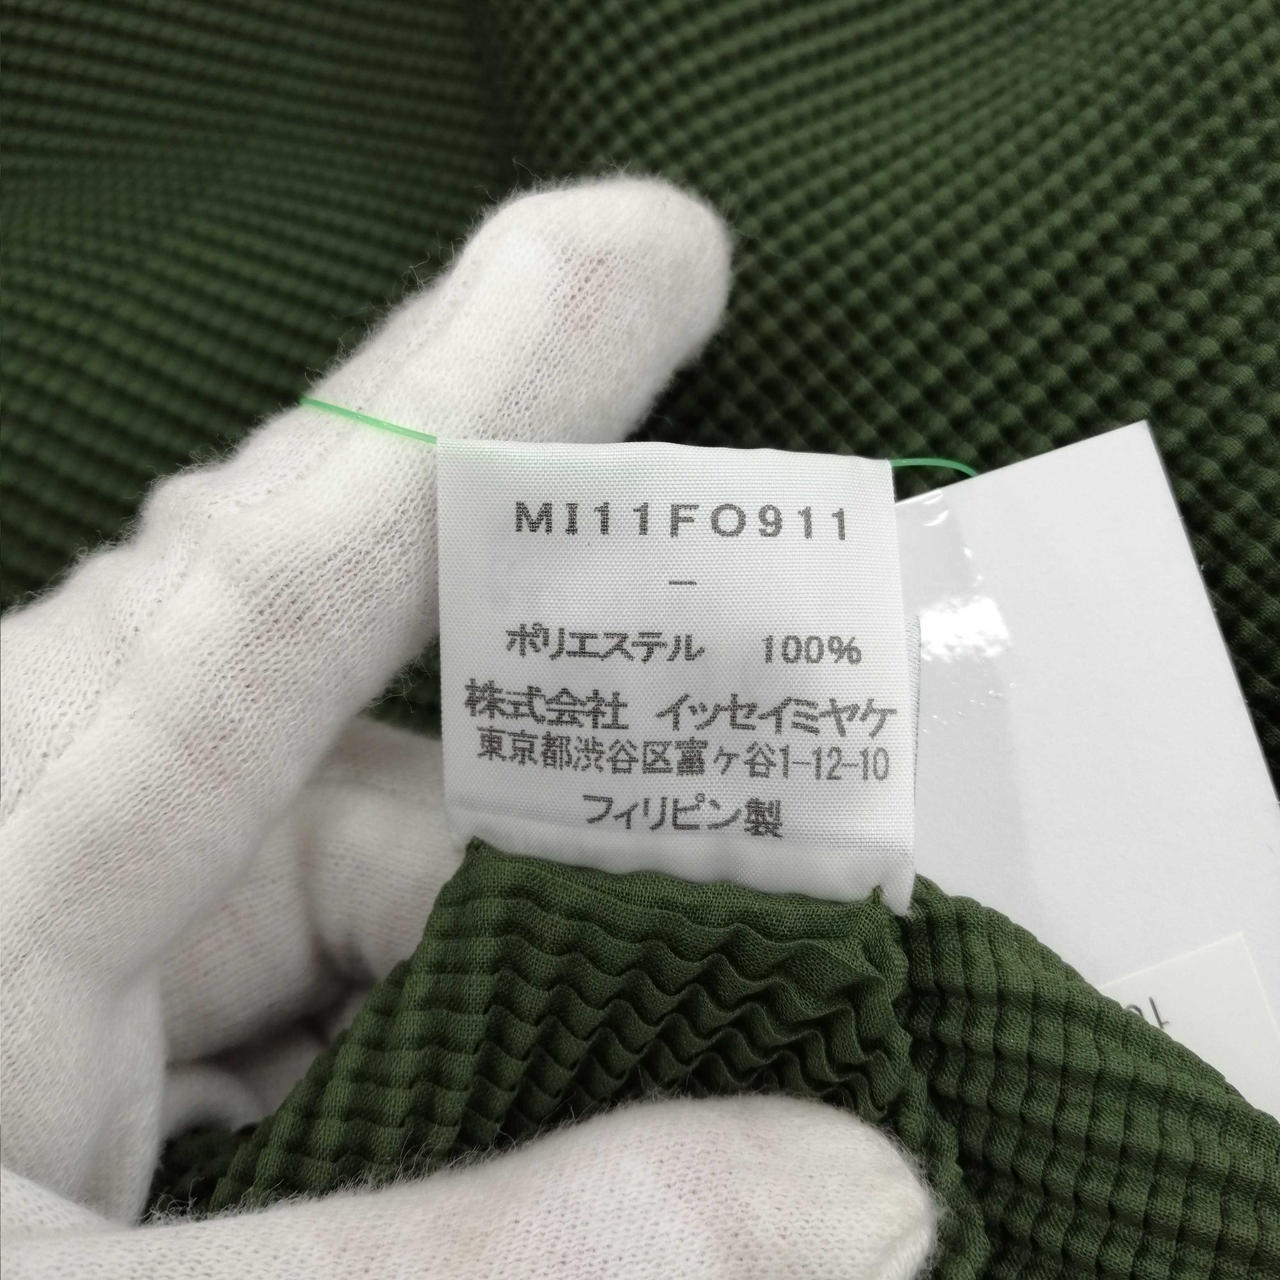 MI11FO911
—
ポリエステル 100%
株式会社 イッセイミヤケ
東京都渋谷区富ヶ谷1-12-10
フィリピン製